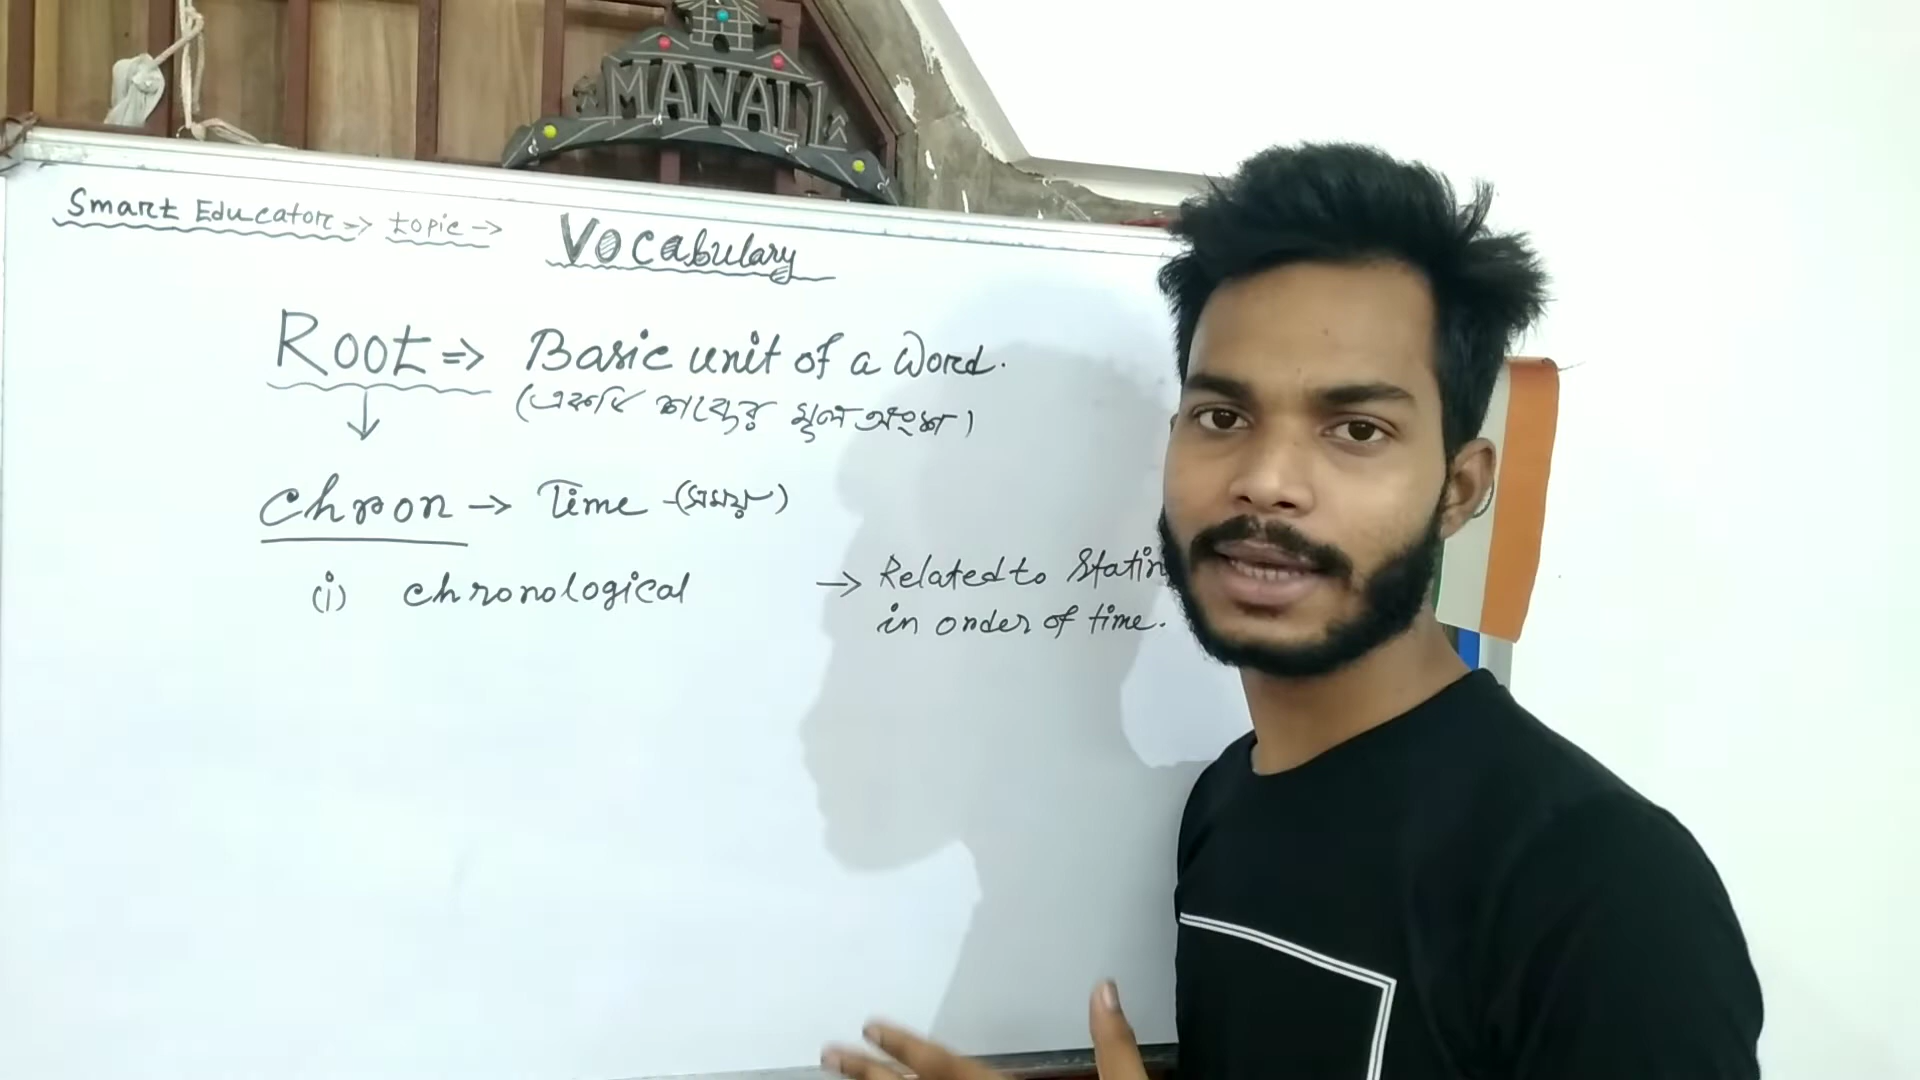 MANALI
Smart Educator => topic -> Vocabulary
Root => Basic unit of a word.
(একটি শব্দের মূল অংশ)
Chron -> Time -(সময়)
(i) chronological -> Related to Statin
in order of time.